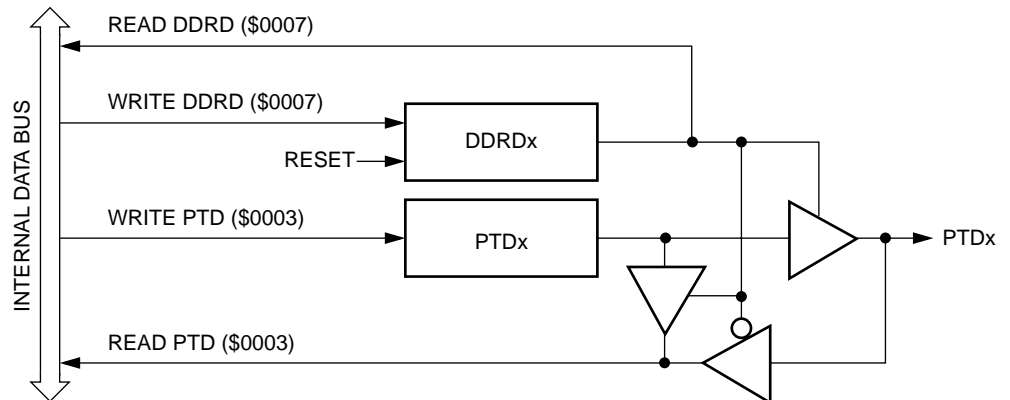 READ DDRD ($0007)
WRITE DDRD ($0007)
DDRDx
RESET
WRITE PTD ($0003)
PTDx
PTDx
READ PTD ($0003)
INTERNAL DATA BUS